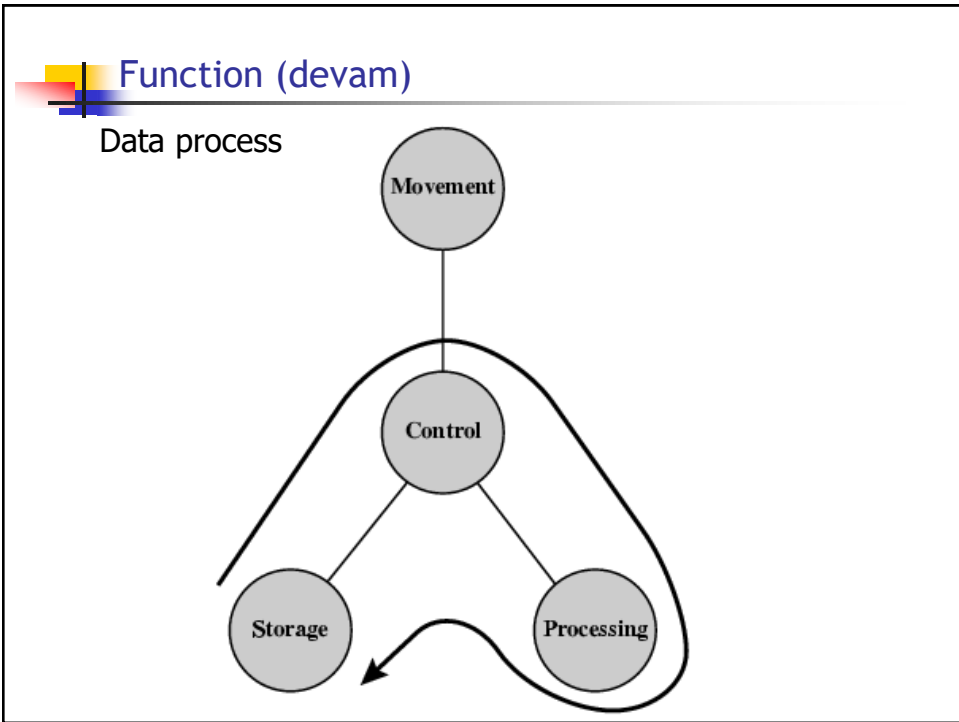 Function (devam)
Data process
Movement
Control
Storage
Processing